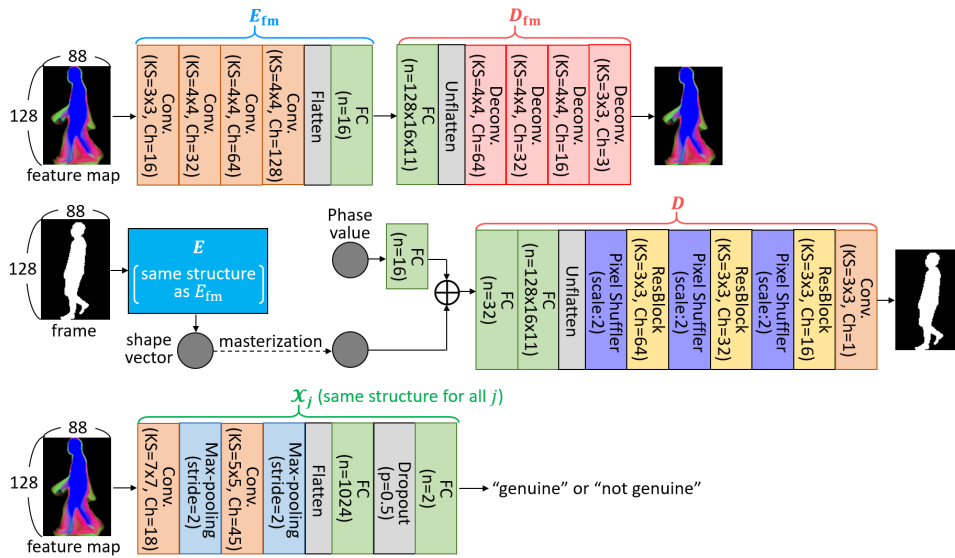 E_fm
D_fm
88
128
feature map
Conv.
(KS=3x3, Ch=16)
Conv.
(KS=4x4, Ch=32)
Conv.
(KS=4x4, Ch=64)
Conv.
(KS=4x4, Ch=128)
Flatten
FC
(n=16)
FC
(n=128x16x11)
Unflatten
Deconv.
(KS=4x4, Ch=64)
Deconv.
(KS=4x4, Ch=32)
Deconv.
(KS=4x4, Ch=16)
Deconv.
(KS=3x3, Ch=3)
88
128
frame
E
same structure
as E_fm
shape
vector
masterization
Phase
value
FC
(n=16)
D
FC
(n=32)
FC
(n=128x16x11)
Unflatten
Pixel Shuffler
(scale:2)
ResBlock
(KS=3x3, Ch=64)
Pixel Shuffler
(scale:2)
ResBlock
(KS=3x3, Ch=32)
Pixel Shuffler
(scale:2)
ResBlock
(KS=3x3, Ch=16)
Conv.
(KS=3x3, Ch=1)
X_j (same structure for all j)
88
128
feature map
Conv.
(KS=7x7, Ch=18)
Max-pooling
(stride=2)
Conv.
(KS=5x5, Ch=45)
Max-pooling
(stride=2)
Flatten
FC
(n=1024)
Dropout
(p=0.5)
FC
(n=2)
“genuine” or “not genuine”